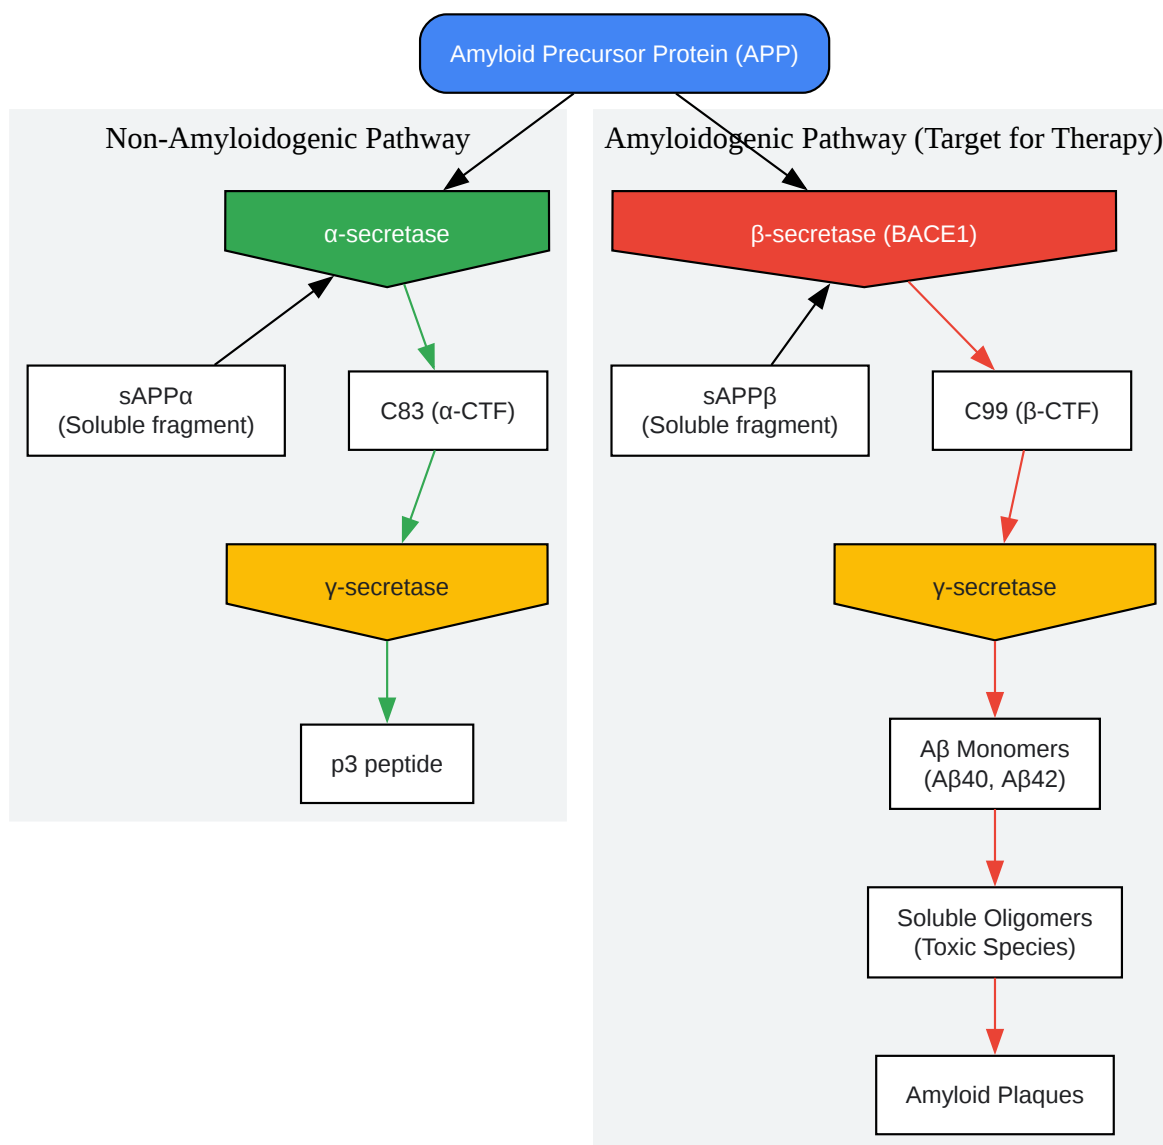 Amyloid Precursor Protein (APP)
Non-Amyloidogenic Pathway
α-secretase
sAPPα
(Soluble fragment)
C83 (α-CTF)
γ-secretase
p3 peptide
Amyloidogenic Pathway (Target for Therapy)
β-secretase (BACE1)
sAPPβ
(Soluble fragment)
C99 (β-CTF)
γ-secretase
Aβ Monomers
(Aβ40, Aβ42)
Soluble Oligomers
(Toxic Species)
Amyloid Plaques